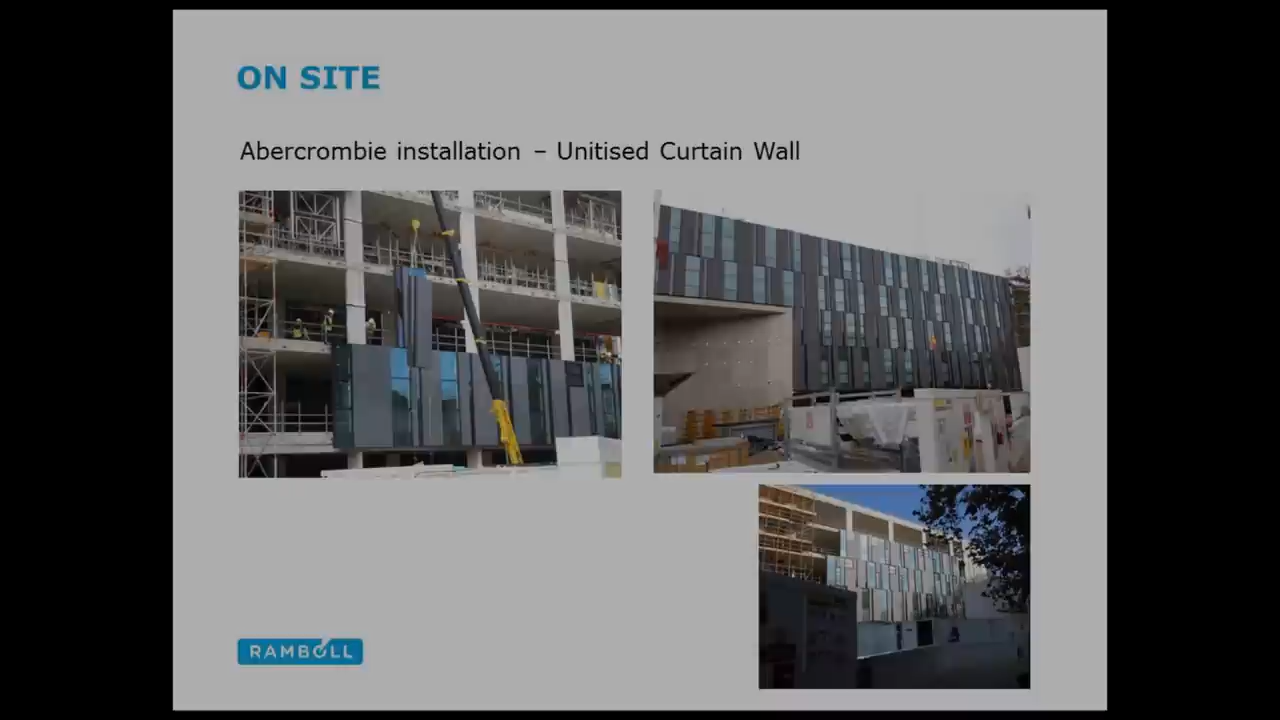 ON SITE
Abercrombie installation – Unitised Curtain Wall
RAMBOLL